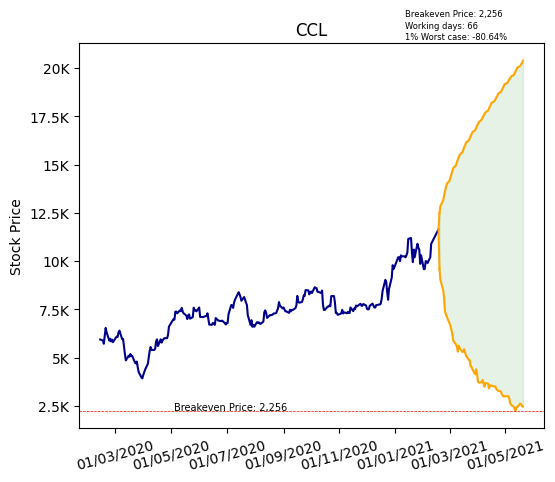 Breakeven Price: 2,256
Working days: 66
1% Worst case: -80.64%
CCL
Stock Price
20K
17.5K
15K
12.5K
10K
7.5K
5K
2.5K
Breakeven Price: 2,256
01/03/2020
01/05/2020
01/07/2020
01/09/2020
01/11/2020
01/01/2021
01/03/2021
01/05/2021